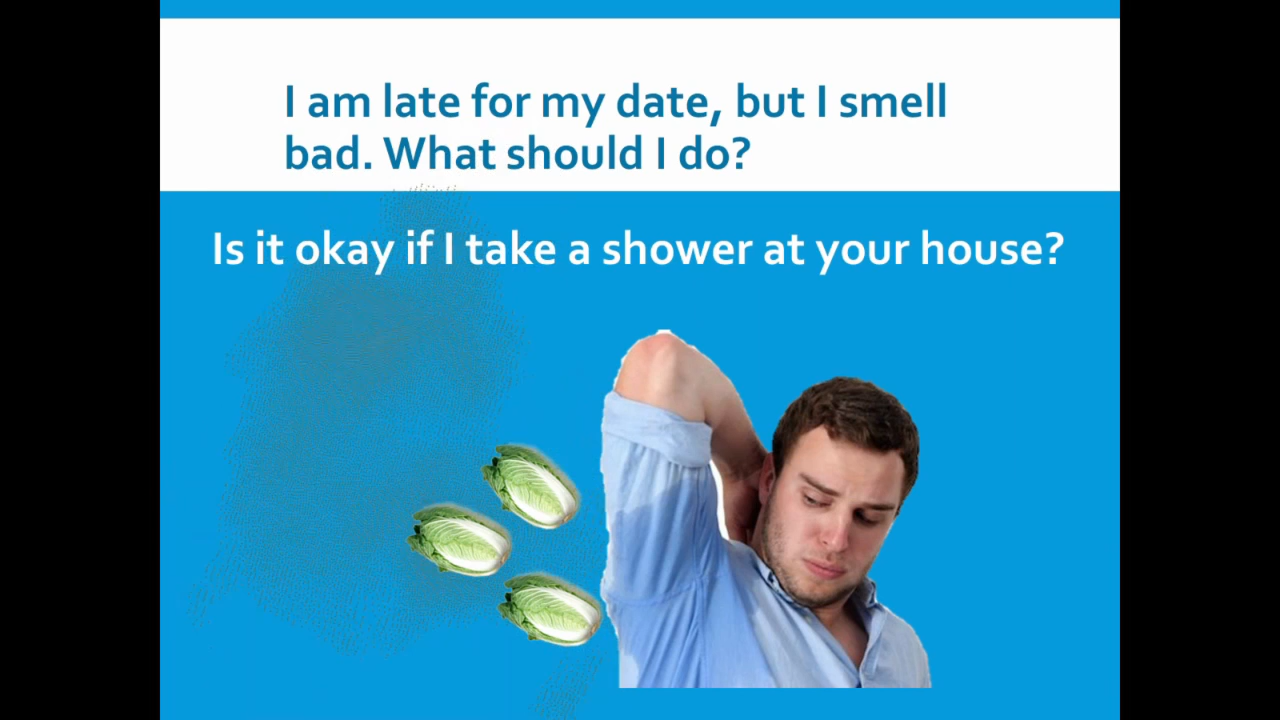 I am late for my date, but I smell
bad. What should I do?
Is it okay if I take a shower at your house?